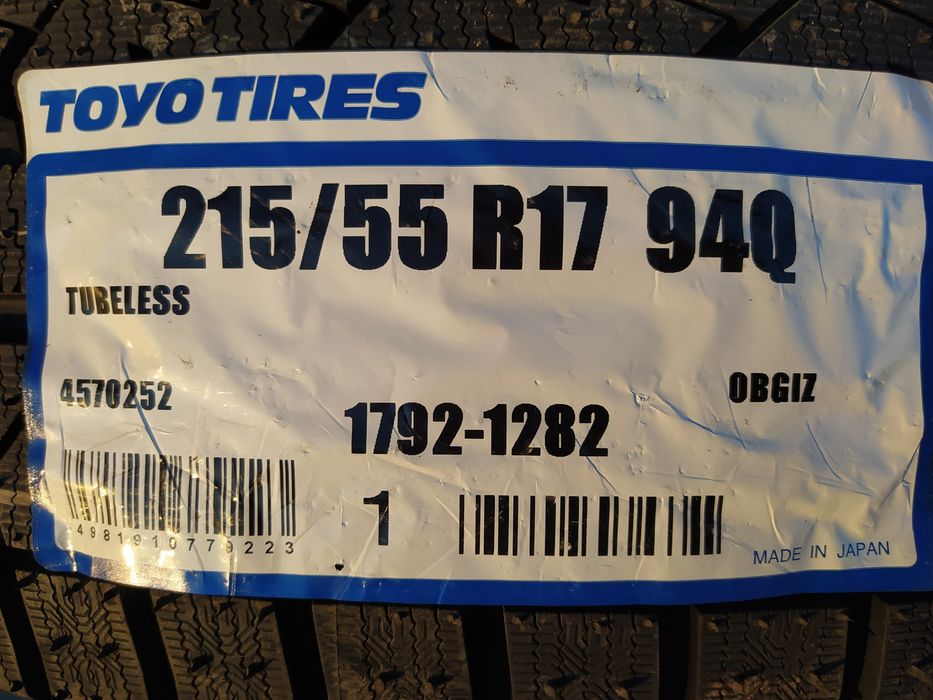 TOYO TIRES
215/55 R17 94Q
TUBELESS
4570252
OBGIZ
1792-1282
1
4981910779223
MADE IN JAPAN